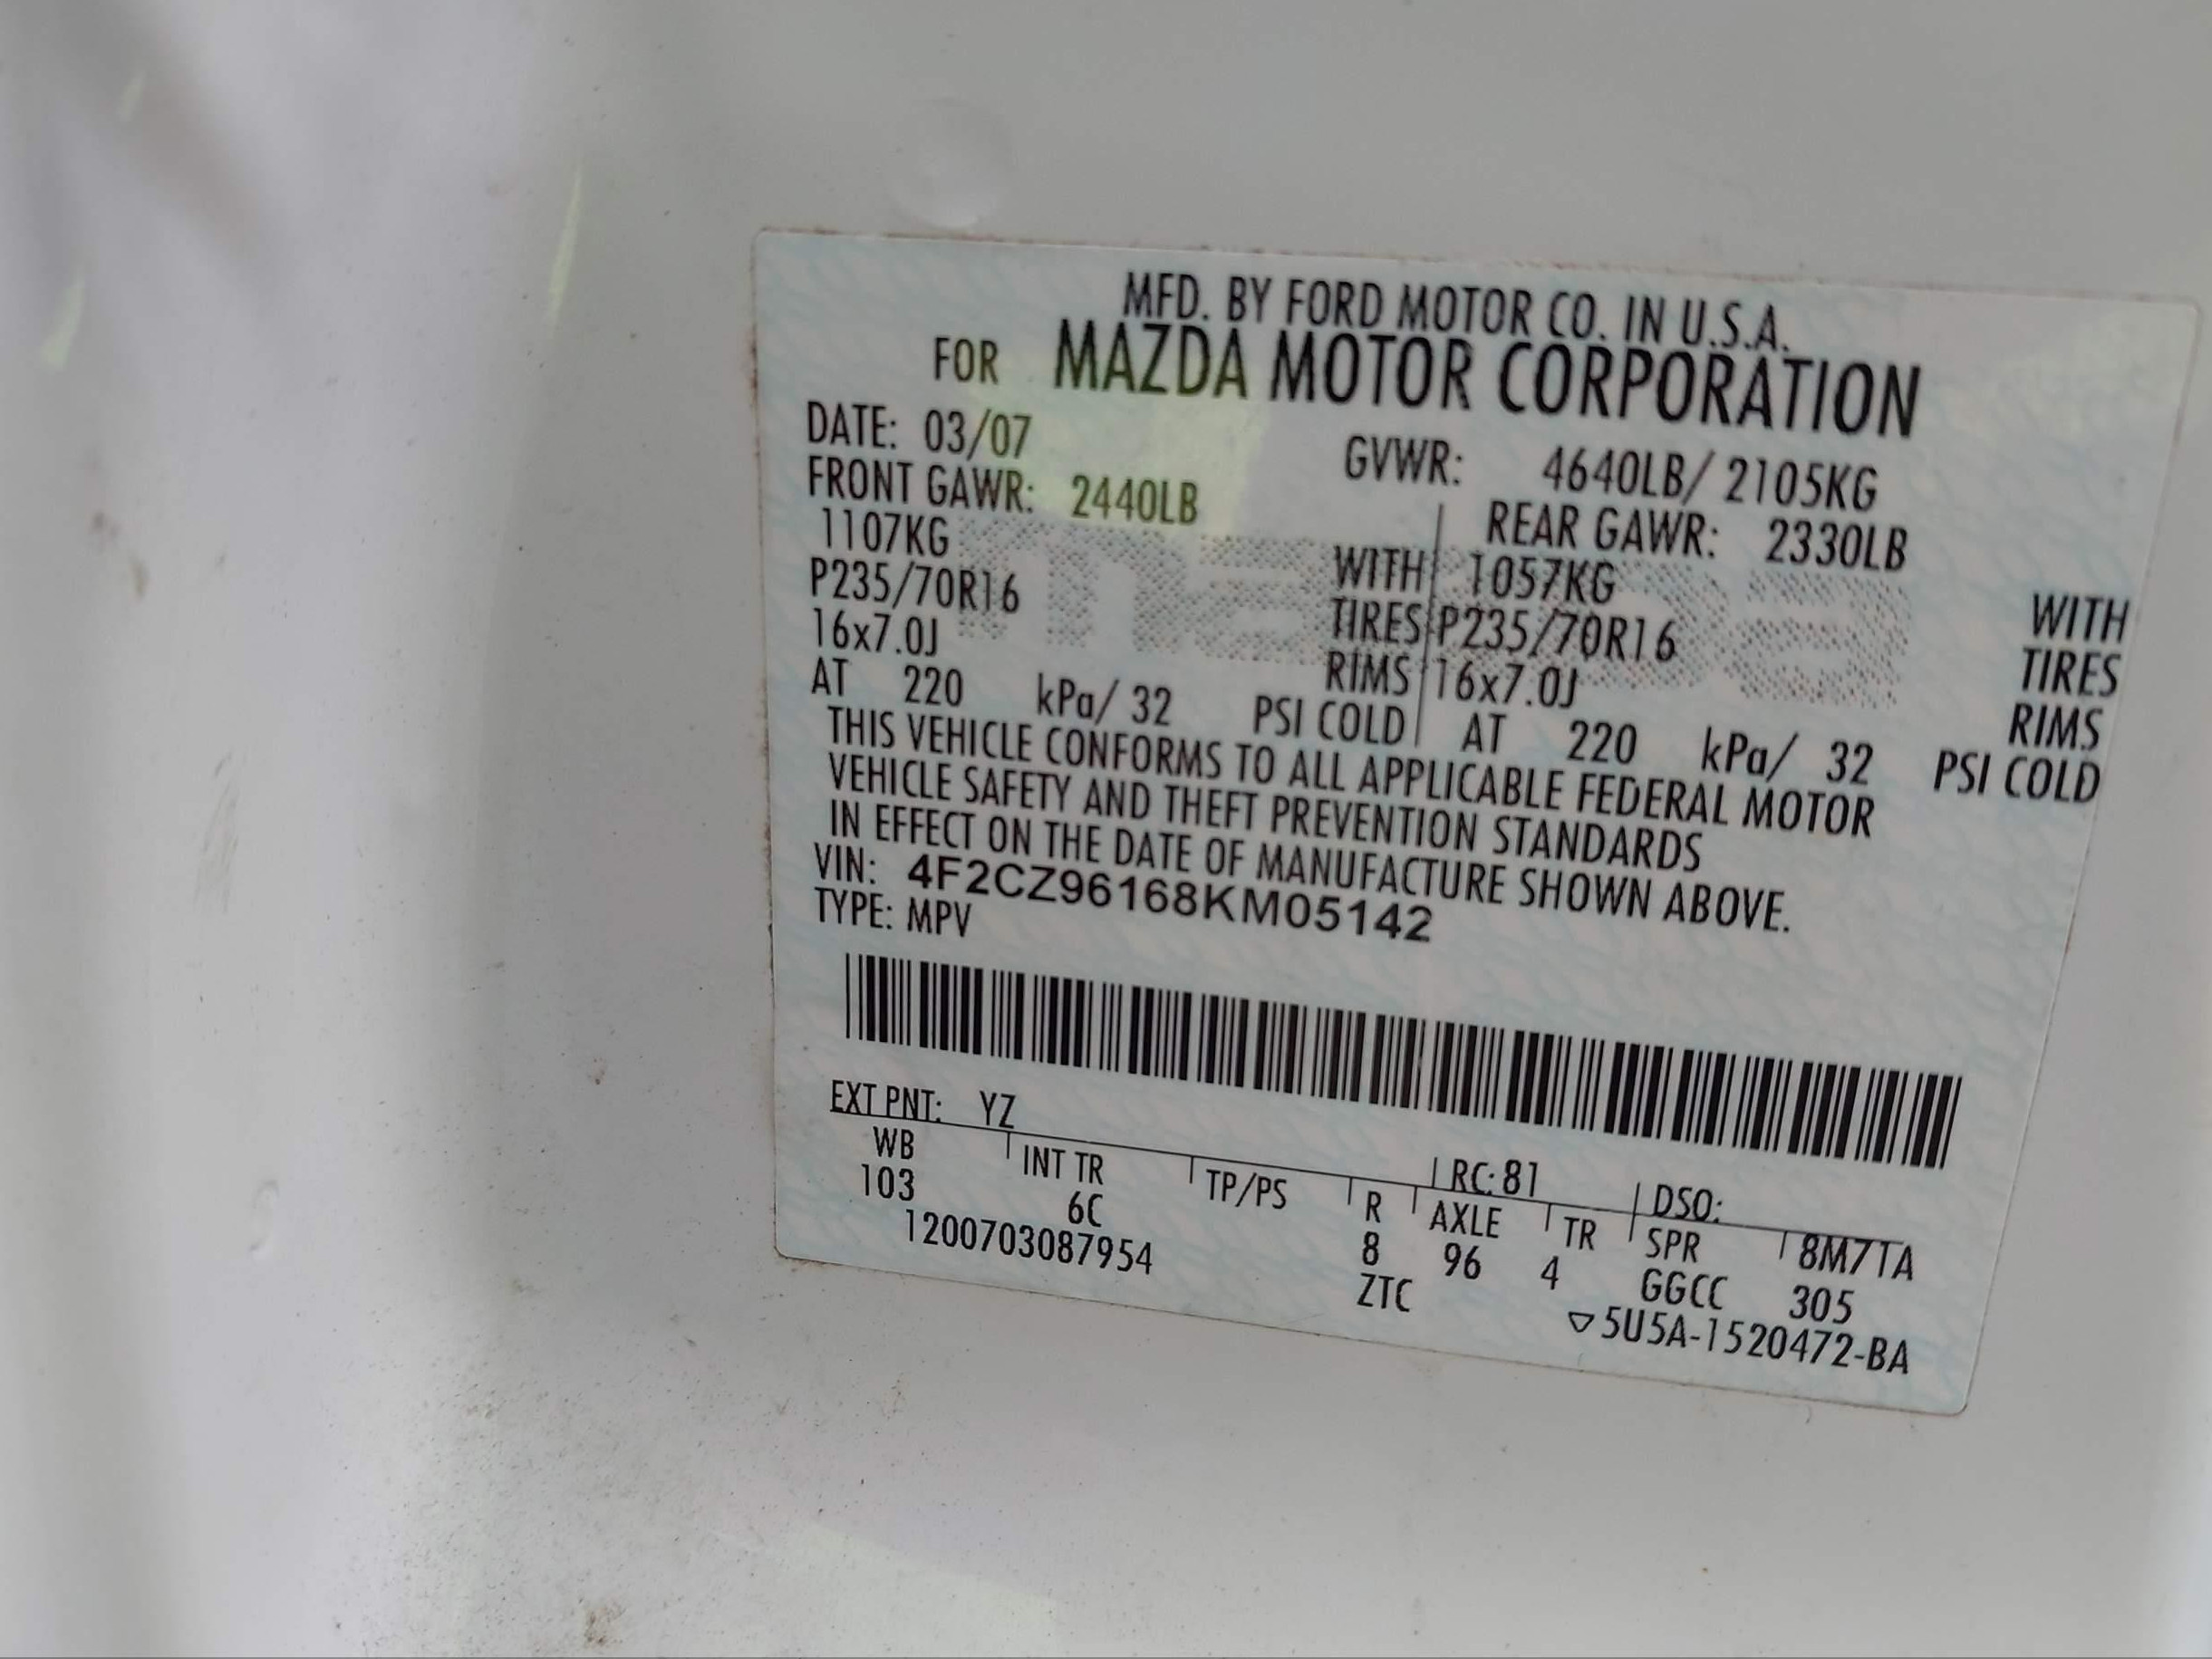 MFD. BY FORD MOTOR CO. IN U.S.A.
FOR MAZDA MOTOR CORPORATION
DATE: 03/07 GVWR: 4640LB/ 2105KG
FRONT GAWR: 2440LB REAR GAWR: 2330LB
1107KG WITH 1057KG WITH
P235/70R16 TIRES P235/70R16 TIRES
16x7.0J RIMS 16x7.0J RIMS
AT 220 kPa/ 32 PSI COLD AT 220 kPa/ 32 PSI COLD
THIS VEHICLE CONFORMS TO ALL APPLICABLE FEDERAL MOTOR
VEHICLE SAFETY AND THEFT PREVENTION STANDARDS
IN EFFECT ON THE DATE OF MANUFACTURE SHOWN ABOVE.
VIN: 4F2CZ96168KM05142
TYPE: MPV
mazda
EXT PNT: YZ RC: 81 DSO:
WB INT TR TP/PS R AXLE TR SPR 8M7TA
103 6C 8 96 4 GGCC 305
1200703087954 ZTC ▽5U5A-1520472-BA